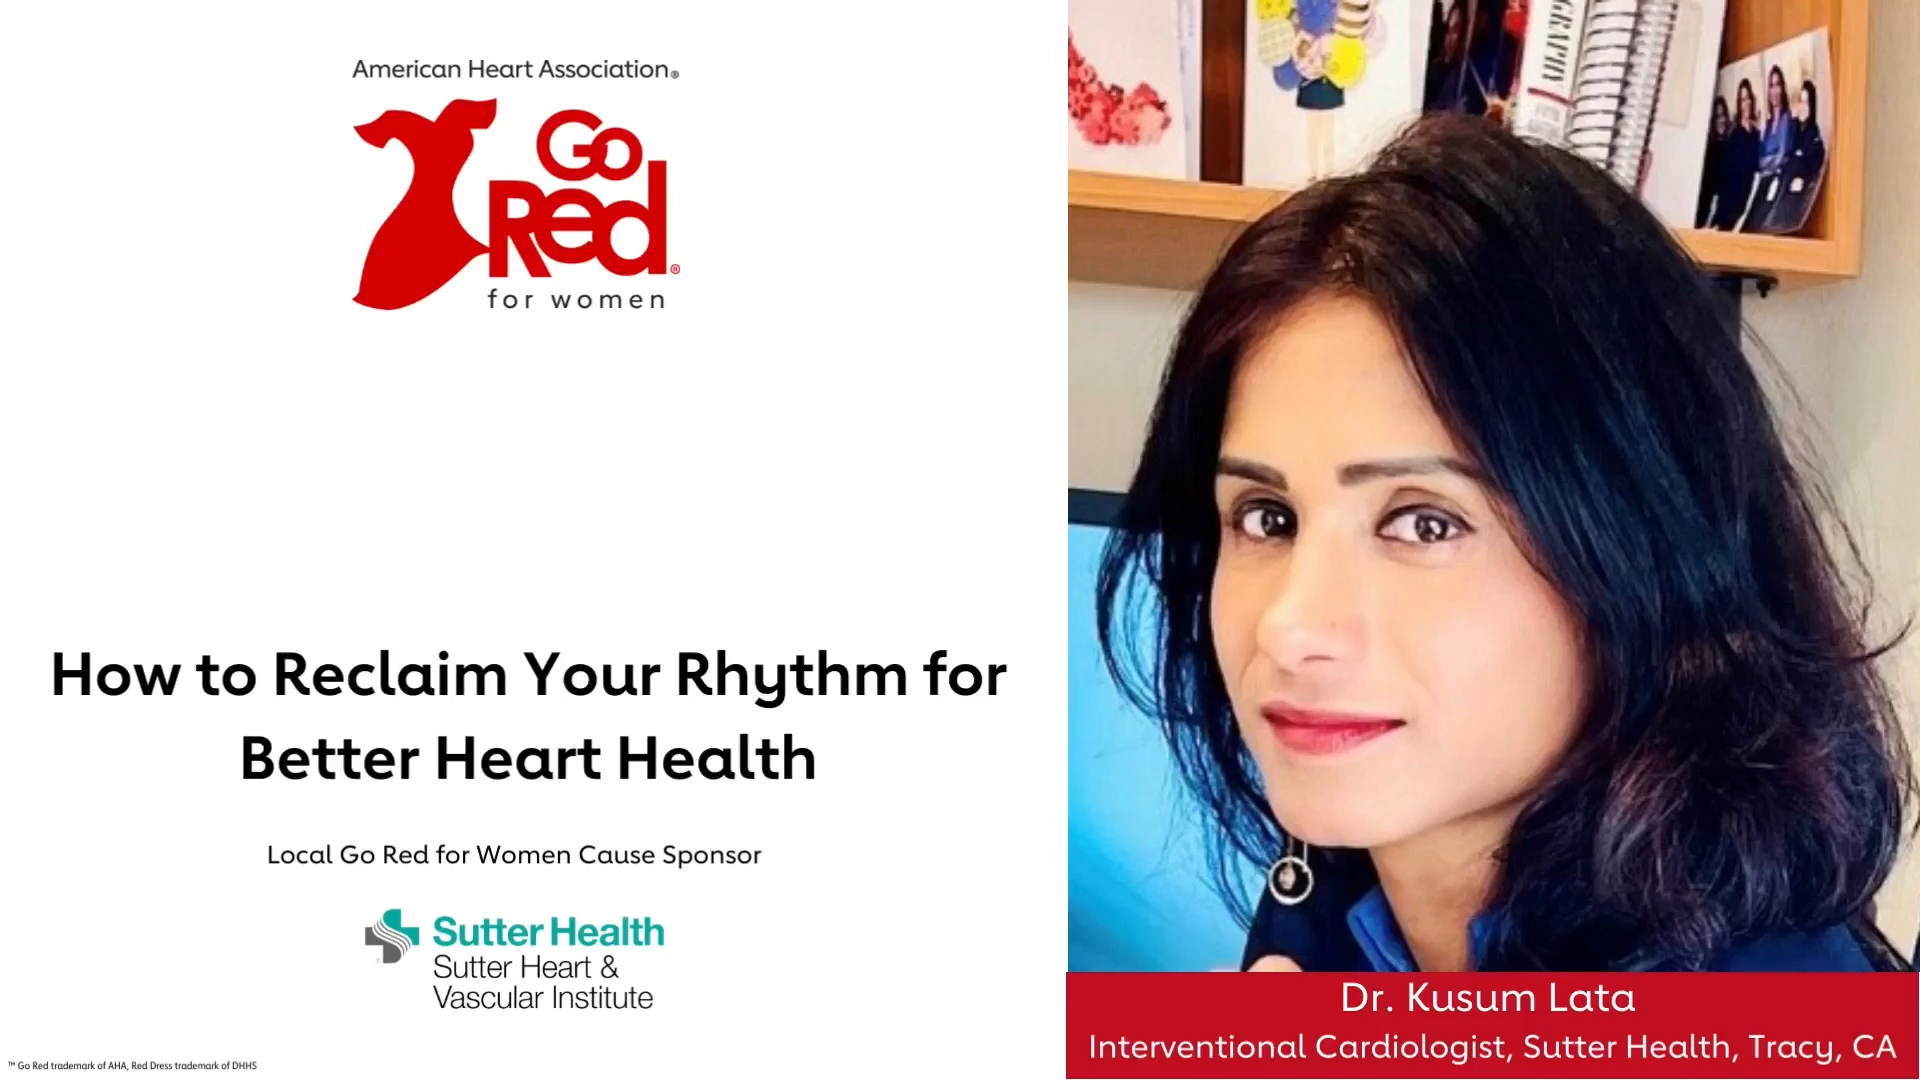 American Heart Association®
Go
Red®
for women
How to Reclaim Your Rhythm for
Better Heart Health
Local Go Red for Women Cause Sponsor
Sutter Health
Sutter Heart &
Vascular Institute
™ Go Red trademark of AHA, Red Dress trademark of DHHS
GRAPHY
Dr. Kusum Lata
Interventional Cardiologist, Sutter Health, Tracy, CA